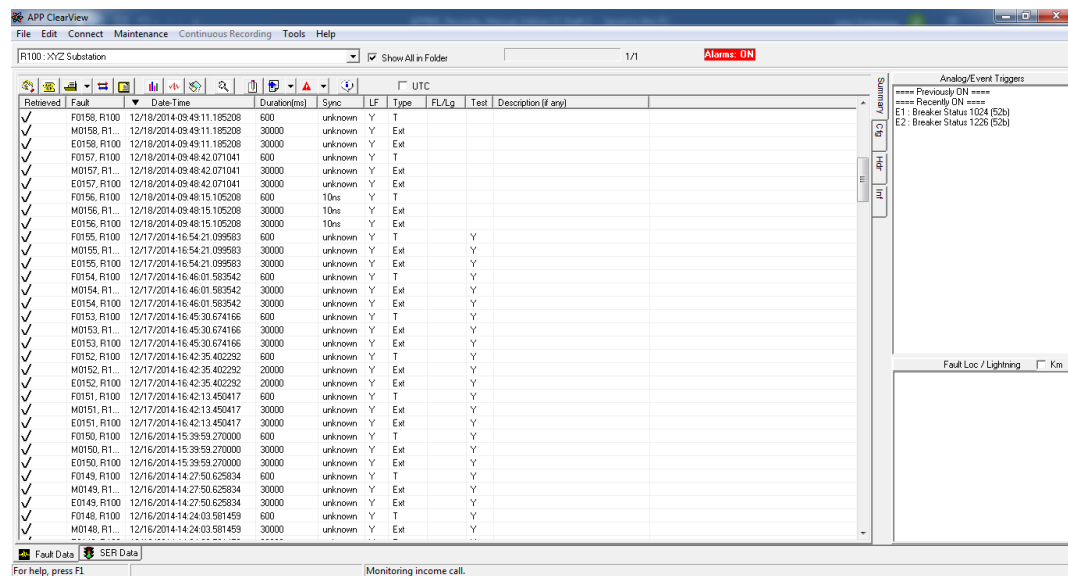 APP ClearView
File Edit Connect Maintenance Continuous Recording Tools Help
R100 : XYZ Substation Show All in Folder 1/1 Alarms: ON
UTC
Retrieved Fault Date-Time Duration(ms) Sync LF Type FL/Lg Test Description (if any)
F0158, R100 12/18/2014-09:49:11.185208 600 unknown Y T
M0158, R1... 12/18/2014-09:49:11.185208 30000 unknown Y Ext
E0158, R100 12/18/2014-09:49:11.185208 30000 unknown Y Ext
F0157, R100 12/18/2014-09:48:42.071041 600 unknown Y T
M0157, R1... 12/18/2014-09:48:42.071041 30000 unknown Y Ext
E0157, R100 12/18/2014-09:48:42.071041 30000 unknown Y Ext
F0156, R100 12/18/2014-09:48:15.105208 600 10ns Y T
M0156, R1... 12/18/2014-09:48:15.105208 30000 10ns Y Ext
E0156, R100 12/18/2014-09:48:15.105208 30000 10ns Y Ext
F0155, R100 12/17/2014-16:54:21.099583 600 unknown Y T Y
M0155, R1... 12/17/2014-16:54:21.099583 30000 unknown Y Ext Y
E0155, R100 12/17/2014-16:54:21.099583 30000 unknown Y Ext Y
F0154, R100 12/17/2014-16:46:01.583542 600 unknown Y T Y
M0154, R1... 12/17/2014-16:46:01.583542 30000 unknown Y Ext Y
E0154, R100 12/17/2014-16:46:01.583542 30000 unknown Y Ext Y
F0153, R100 12/17/2014-16:45:30.674166 600 unknown Y T Y
M0153, R1... 12/17/2014-16:45:30.674166 30000 unknown Y Ext Y
E0153, R100 12/17/2014-16:45:30.674166 30000 unknown Y Ext Y
F0152, R100 12/17/2014-16:42:35.402292 600 unknown Y T Y
M0152, R1... 12/17/2014-16:42:35.402292 20000 unknown Y Ext Y
E0152, R100 12/17/2014-16:42:35.402292 20000 unknown Y Ext Y
F0151, R100 12/17/2014-16:42:13.450417 600 unknown Y T Y
M0151, R1... 12/17/2014-16:42:13.450417 30000 unknown Y Ext Y
E0151, R100 12/17/2014-16:42:13.450417 30000 unknown Y Ext Y
F0150, R100 12/16/2014-15:39:59.270000 600 unknown Y T Y
M0150, R1... 12/16/2014-15:39:59.270000 30000 unknown Y Ext Y
E0150, R100 12/16/2014-15:39:59.270000 30000 unknown Y Ext Y
F0149, R100 12/16/2014-14:27:50.625834 600 unknown Y T Y
M0149, R1... 12/16/2014-14:27:50.625834 30000 unknown Y Ext Y
E0149, R100 12/16/2014-14:27:50.625834 30000 unknown Y Ext Y
F0148, R100 12/16/2014-14:24:03.581459 600 unknown Y T Y
M0148, R1... 12/16/2014-14:24:03.581459 30000 unknown Y Ext Y
Summary
Cfg
Hdr
Inf
Analog/Event Triggers
==== Previously ON ====
==== Recently ON ====
E1 : Breaker Status 1024 (52b)
E2 : Breaker Status 1226 (52b)
Fault Loc / Lightning Km
Fault Data SER Data
For help, press F1 Monitoring income call.